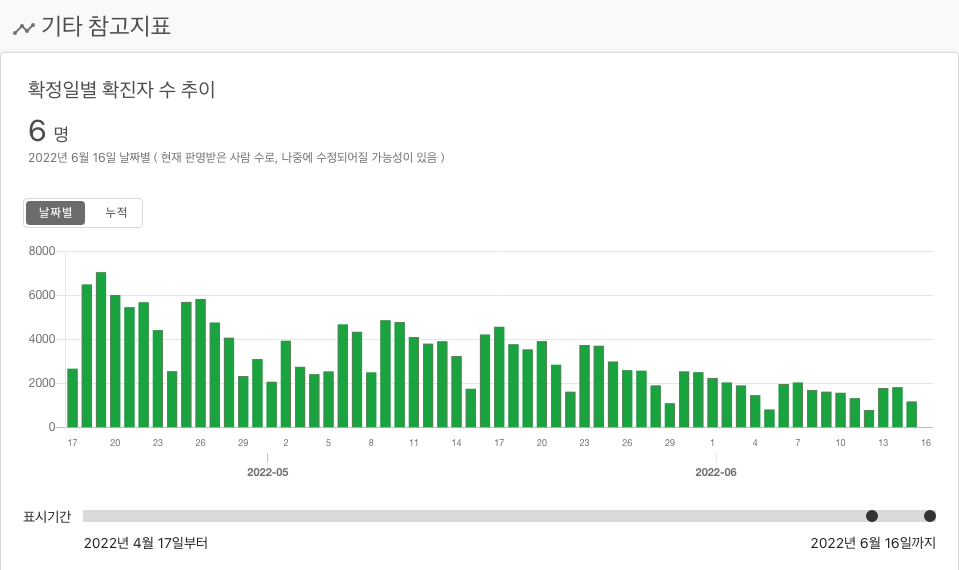 기타 참고지표
확정일별 확진자 수 추이
6 명
2022년 6월 16일 날짜별 ( 현재 판명받은 사람 수로, 나중에 수정되어질 가능성이 있음 )
날짜별 누적
8000
6000
4000
2000
0
17 20 23 26 29 2 5 8 11 14 17 20 23 26 29 1 4 7 10 13 16
2022-05 2022-06
표시기간
2022년 4월 17일부터 2022년 6월 16일까지